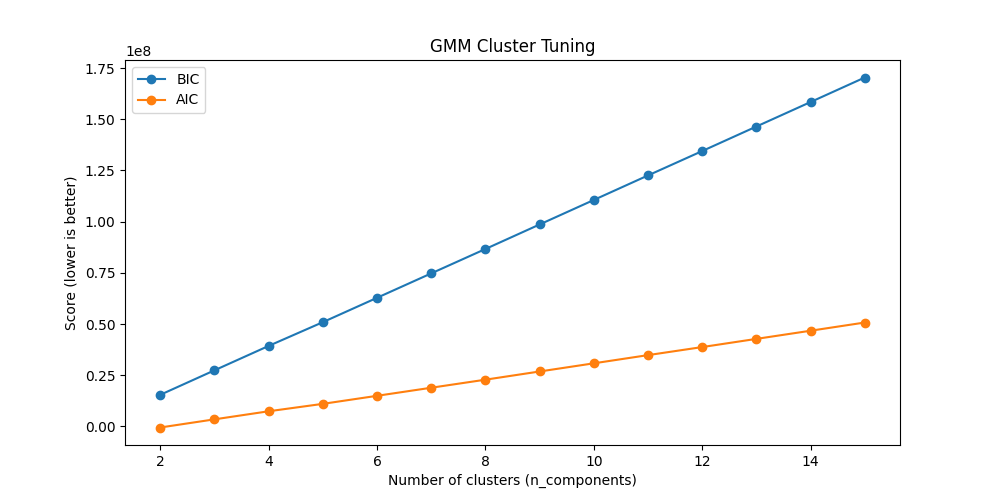 GMM Cluster Tuning
1e8
BIC
AIC
1.75
1.50
1.25
1.00
0.75
0.50
0.25
0.00
Score (lower is better)
2 4 6 8 10 12 14
Number of clusters (n_components)